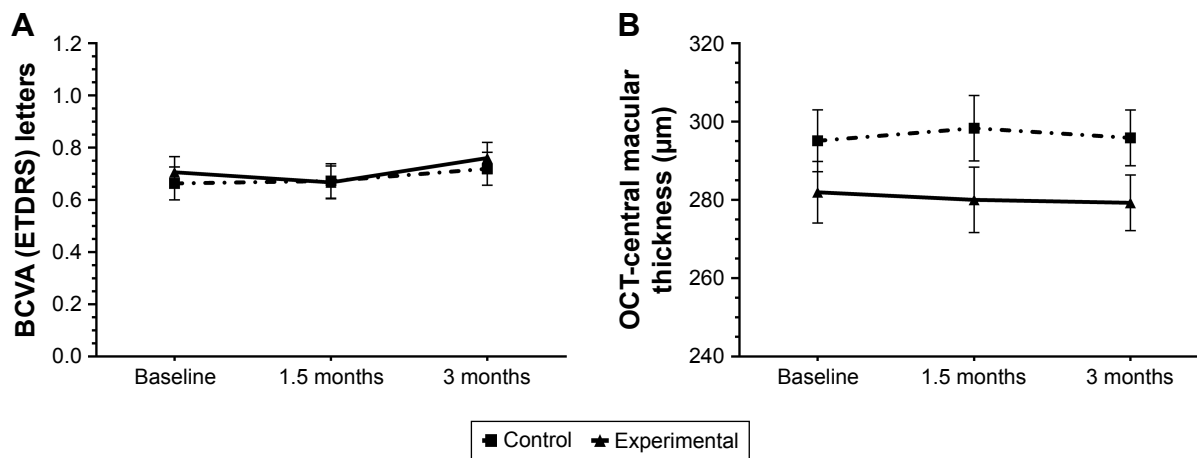 A
BCVA (ETDRS) letters
1.2
1.0
0.8
0.6
0.4
0.2
0.0
Baseline
1.5 months
3 months
B
OCT-central macular
thickness (µm)
320
300
280
260
240
Baseline
1.5 months
3 months
Control
Experimental